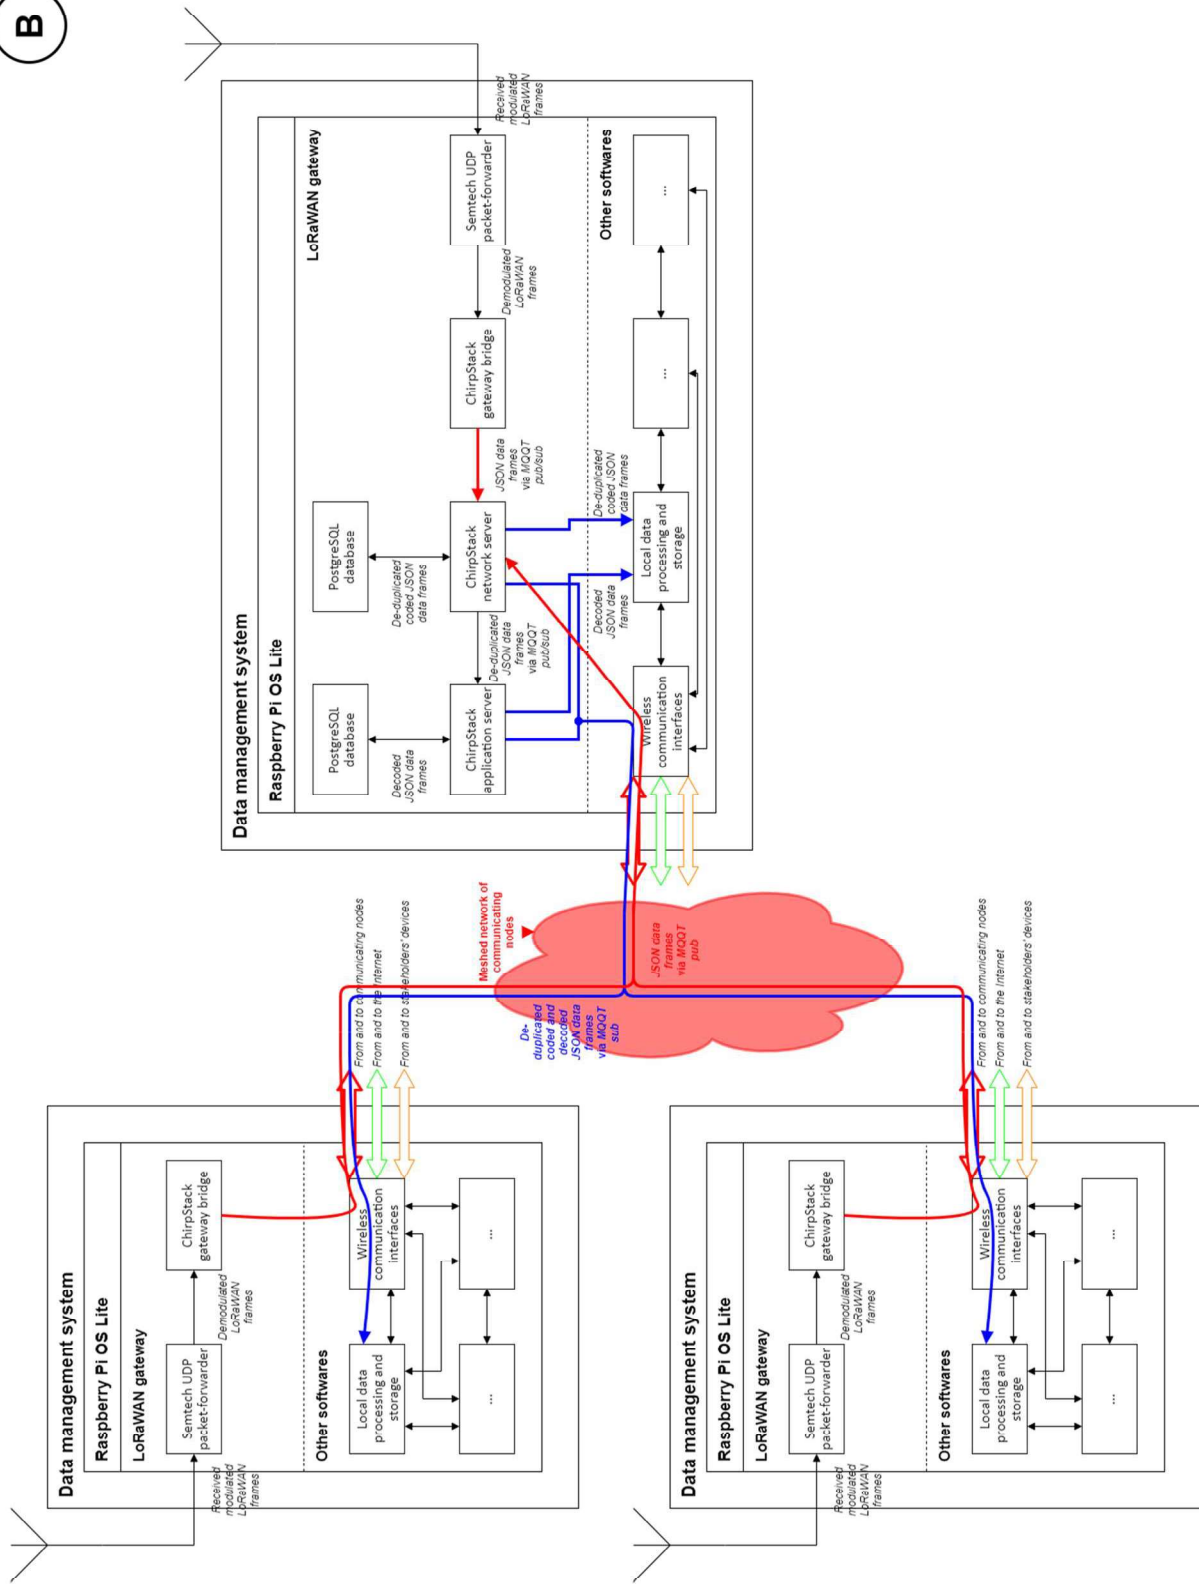 B
Data management system
Raspberry Pi OS Lite
LoRaWAN gateway
Received
modulated
LoRaWAN
frames
Semtech UDP
packet-forwarder
Demodulated
LoRaWAN
frames
ChirpStack
gateway bridge
Other softwares
Local data
processing and
storage
Wireless
communication
interfaces
...
...
From and to communicating nodes
From and to the Internet
From and to stakeholders' devices
Meshed network of
communicating
nodes
De-
duplicated
coded and
decoded
JSON data
frames
via MQQT
sub
JSON data
frames
via MQQT
pub
Data management system
Raspberry Pi OS Lite
PostgreSQL
database
PostgreSQL
database
LoRaWAN gateway
Decoded
JSON data
frames
De-duplicated
coded JSON
data frames
ChirpStack
application server
De-duplicated
JSON data
frames
via MQQT
pub/sub
ChirpStack
network server
JSON data
frames
via MQQT
pub/sub
ChirpStack
gateway bridge
Demodulated
LoRaWAN
frames
Semtech UDP
packet-forwarder
Received
modulated
LoRaWAN
frames
Decoded
JSON data
frames
De-duplicated
coded JSON
data frames
Other softwares
Wireless
communication
interfaces
Local data
processing and
storage
...
...
Data management system
Raspberry Pi OS Lite
LoRaWAN gateway
Received
modulated
LoRaWAN
frames
Semtech UDP
packet-forwarder
Demodulated
LoRaWAN
frames
ChirpStack
gateway bridge
Other softwares
Local data
processing and
storage
Wireless
communication
interfaces
...
...
From and to communicating nodes
From and to the Internet
From and to stakeholders' devices